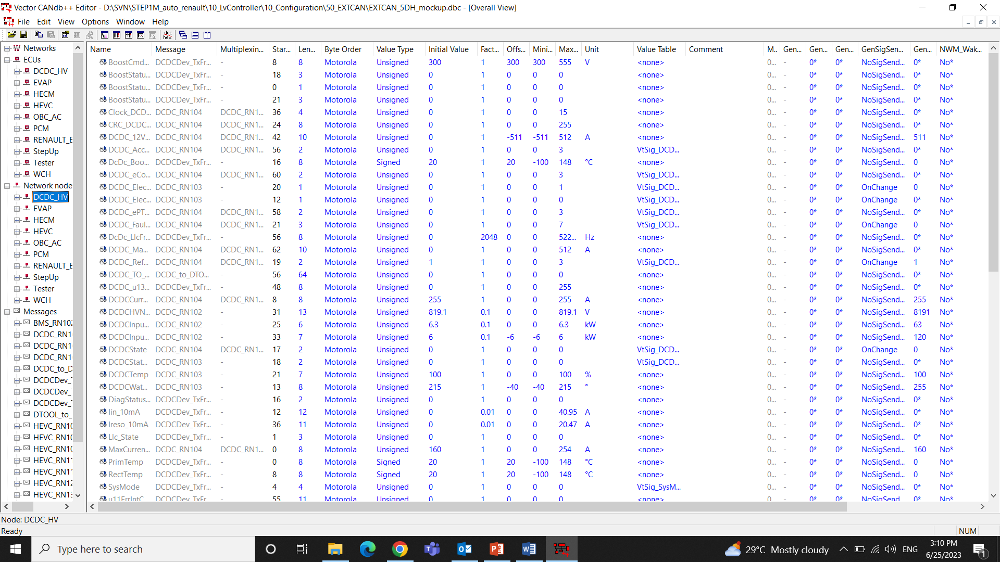 Vector CANdb++ Editor - D:\SVN\STEP1M_auto_renault\10_LvController\10_Configuration\50_EXTCAN\EXTCAN_5DH_mockup.dbc - [Overall View]
File Edit View Options Window Help
Networks
ECUs
DCDC_HV
EVAP
HECM
HEVC
OBC_AC
PCM
RENAULT_E
StepUp
Tester
WCH
Network node
DCDC_HV
EVAP
HECM
HEVC
OBC_AC
PCM
RENAULT_E
StepUp
Tester
WCH
Messages
BMS_RN102
DCDC_RN10
DCDC_RN10
DCDC_RN10
DCDC_to_D
DCDCDev_T
DCDCDev_T
DCDCDev_T
DTOOL_to_
HEVC_RN10
HEVC_RN10
HEVC_RN10
HEVC_RN11
HEVC_RN11
HEVC_RN12
HEVC_RN13
Name Message Multiplexin... Star... Len... Byte Order Value Type Initial Value Fact... Offs... Mini... Max... Unit Value Table Comment M.. Gen... Gen... Gen... GenSigSen... Gen... NWM_Wak...
BoostCmd... DCDCDev_TxFr... - 8 8 Motorola Unsigned 300 1 300 300 555 V <none> 0... - 0* 0* NoSigSend... 0* No*
BoostStatu... DCDCDev_TxFr... - 18 3 Motorola Unsigned 0 1 0 0 0 <none> 0... - 0* 0* NoSigSend... 0* No*
BoostStatu... DCDCDev_TxFr... - 0 1 Motorola Unsigned 0 1 0 0 0 <none> 0... - 0* 0* NoSigSend... 0* No*
BoostStatu... DCDCDev_TxFr... - 21 3 Motorola Unsigned 0 1 0 0 0 <none> 0... - 0* 0* NoSigSend... 0* No*
Clock_DCD... DCDC_RN104 DCDC_RN1... 36 4 Motorola Unsigned 0 1 0 0 15 <none> 0... - 0* 0* NoSigSend... 0* No*
CRC_DCDC... DCDC_RN104 DCDC_RN1... 24 8 Motorola Unsigned 0 1 0 0 255 <none> 0... - 0* 0* NoSigSend... 0* No*
DCDC_12V... DCDC_RN104 DCDC_RN1... 42 10 Motorola Unsigned 0 1 -511 -511 512 A <none> 0... - 0* 0* NoSigSend... 511 No*
DCDC_Acc... DCDC_RN104 DCDC_RN1... 56 2 Motorola Unsigned 0 1 0 0 3 VtSig_DCD... 0... - 0* 0* NoSigSend... 0* No*
DcDc_Boo... DCDCDev_TxFr... - 16 8 Motorola Signed 20 1 20 -100 148 °C <none> 0... - 0* 0* NoSigSend... 0 No*
DCDC_eCo... DCDC_RN104 DCDC_RN1... 60 2 Motorola Unsigned 0 1 0 0 3 VtSig_DCD... 0... - 0* 0* NoSigSend... 0* No*
DCDC_Elec... DCDC_RN103 - 20 1 Motorola Unsigned 0 1 0 0 1 VtSig_DCD... 0... - 0* 0* OnChange 0 No*
DCDC_Elec... DCDC_RN103 - 12 1 Motorola Unsigned 0 1 0 0 0 VtSig_DCD... 0... - 0* 0* OnChange 0* No*
DCDC_ePT... DCDC_RN104 DCDC_RN1... 58 2 Motorola Unsigned 0 1 0 0 3 VtSig_DCD... 0... - 0* 0* NoSigSend... 0* No*
DCDC_Faul... DCDC_RN104 DCDC_RN1... 21 3 Motorola Unsigned 0 1 0 0 7 VtSig_DCD... 0... - 0* 0* OnChange 0 No*
DcDc_LlcFr... DCDCDev_TxFr... - 56 8 Motorola Unsigned 0 2048 0 0 522... Hz <none> 0... - 0* 0* NoSigSend... 0* No*
DCDC_Ma... DCDC_RN104 DCDC_RN1... 62 10 Motorola Unsigned 0 1 0 0 512 A <none> 0... - 0* 0* NoSigSend... 0* No*
DCDC_Ref... DCDC_RN104 DCDC_RN1... 19 2 Motorola Unsigned 1 1 0 0 3 VtSig_DCD... 0... - 0* 0* OnChange 1 No*
DCDC_TO_... DCDC_to_DTO... - 56 64 Motorola Unsigned 0 1 0 0 0 <none> 0... - 0* 0* NoSigSend... 0* No*
DCDC_u13... DCDCDev_TxFr... - 48 8 Motorola Unsigned 0 1 0 0 255 <none> 0... - 0* 0* NoSigSend... 0* No*
DCDCCurr... DCDC_RN104 DCDC_RN1... 8 8 Motorola Unsigned 255 1 0 0 255 A <none> 0... - 0* 0* NoSigSend... 255 No*
DCDCHVN... DCDC_RN102 - 31 13 Motorola Unsigned 819.1 0.1 0 0 819.1 V <none> 0... - 0* 0* NoSigSend... 8191 No*
DCDCInpu... DCDC_RN102 - 25 6 Motorola Unsigned 6.3 0.1 0 0 6.3 kW <none> 0... - 0* 0* NoSigSend... 63 No*
DCDCInpu... DCDC_RN102 - 33 7 Motorola Unsigned 6 0.1 -6 -6 6 kW <none> 0... - 0* 0* NoSigSend... 120 No*
DCDCState DCDC_RN104 DCDC_RN1... 17 2 Motorola Unsigned 0 1 0 0 0 VtSig_DCD... 0... - 0* 0* OnChange 0 No*
DCDCStat... DCDC_RN103 - 18 2 Motorola Unsigned 0 1 0 0 0 VtSig_DCD... 0... - 0* 0* NoSigSend... 0* No*
DCDCTemp DCDC_RN103 - 21 7 Motorola Unsigned 100 1 0 0 100 % <none> 0... - 0* 0* NoSigSend... 100 No*
DCDCWat... DCDC_RN103 - 13 8 Motorola Unsigned 215 1 -40 -40 215 ° <none> 0... - 0* 0* NoSigSend... 255 No*
DiagStatus... DCDCDev_TxFr... - 16 2 Motorola Unsigned 0 1 0 0 0 <none> 0... - 0* 0* NoSigSend... 0* No*
Iin_10mA DCDCDev_TxFr... - 12 12 Motorola Unsigned 0 0.01 0 0 40.95 A <none> 0... - 0* 0* NoSigSend... 0* No*
Ireso_10mA DCDCDev_TxFr... - 36 11 Motorola Unsigned 0 0.01 0 0 20.47 A <none> 0... - 0* 0* NoSigSend... 0* No*
Llc_State DCDCDev_TxFr... - 1 3 Motorola Unsigned 0 1 0 0 0 <none> 0... - 0* 0* NoSigSend... 0* No*
MaxCurren... DCDC_RN104 DCDC_RN1... 0 8 Motorola Unsigned 160 1 0 0 254 A <none> 0... - 0* 0* NoSigSend... 160 No*
PrimTemp DCDCDev_TxFr... - 0 8 Motorola Signed 20 1 20 -100 148 °C <none> 0... - 0* 0* NoSigSend... 0 No*
RectTemp DCDCDev_TxFr... - 8 8 Motorola Signed 20 1 20 -100 148 °C <none> 0... - 0* 0* NoSigSend... 0 No*
SysMode DCDCDev_TxFr... - 4 4 Motorola Unsigned 0 1 0 0 0 VtSig_SysM... 0... - 0* 0* NoSigSend... 0* No*
u11ErrIntC DCDCDev_TxFr - 55 11 Motorola Unsigned 0 1 0 0 0 <none> 0 - 0* 0* NoSigSend 0* No*
Node: DCDC_HV
Ready NUM
Type here to search
29°C Mostly cloudy ENG 3:10 PM
6/25/2023
1